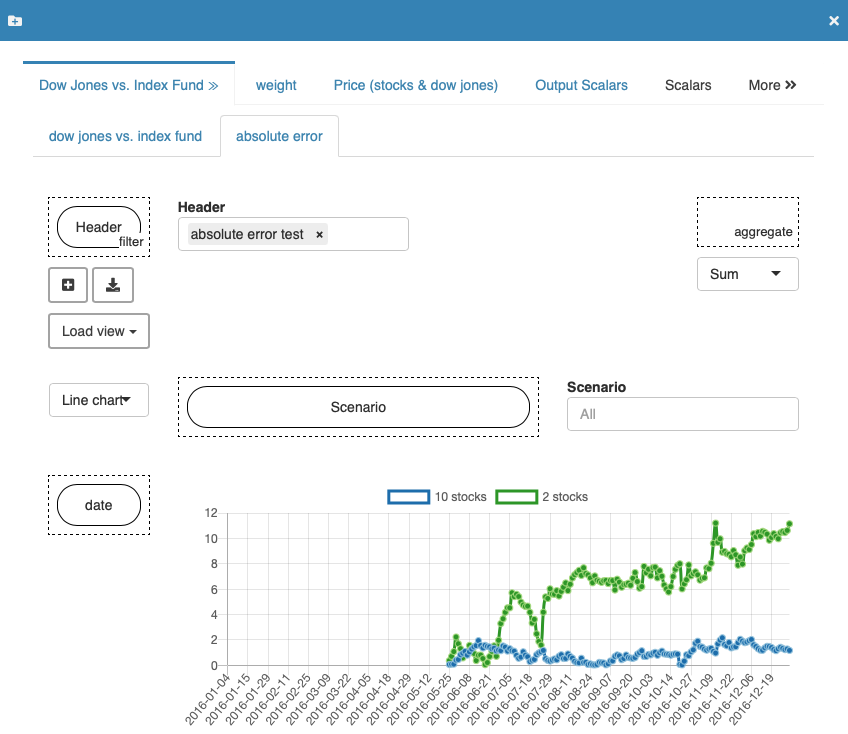 Dow Jones vs. Index Fund »
weight
Price (stocks & dow jones)
Output Scalars
Scalars
More »
dow jones vs. index fund
absolute error
Header
filter
Header
absolute error test ×
aggregate
Sum
Load view
Line chart
Scenario
Scenario
All
date
10 stocks
2 stocks
12
10
8
6
4
2
0
2016-01-04
2016-01-15
2016-01-29
2016-02-11
2016-02-25
2016-03-09
2016-03-22
2016-04-05
2016-04-18
2016-04-29
2016-05-12
2016-05-25
2016-06-08
2016-06-21
2016-07-05
2016-07-18
2016-07-29
2016-08-11
2016-08-24
2016-09-07
2016-09-20
2016-10-03
2016-10-14
2016-10-27
2016-11-09
2016-11-22
2016-12-06
2016-12-19